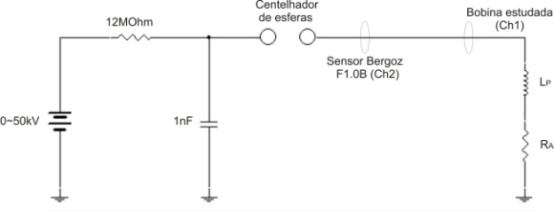 Centelhador
de esferas
12MOhm
Bobina estudada
(Ch1)
Sensor Bergoz
F1.0B (Ch2)
LP
0~50kV
1nF
RA